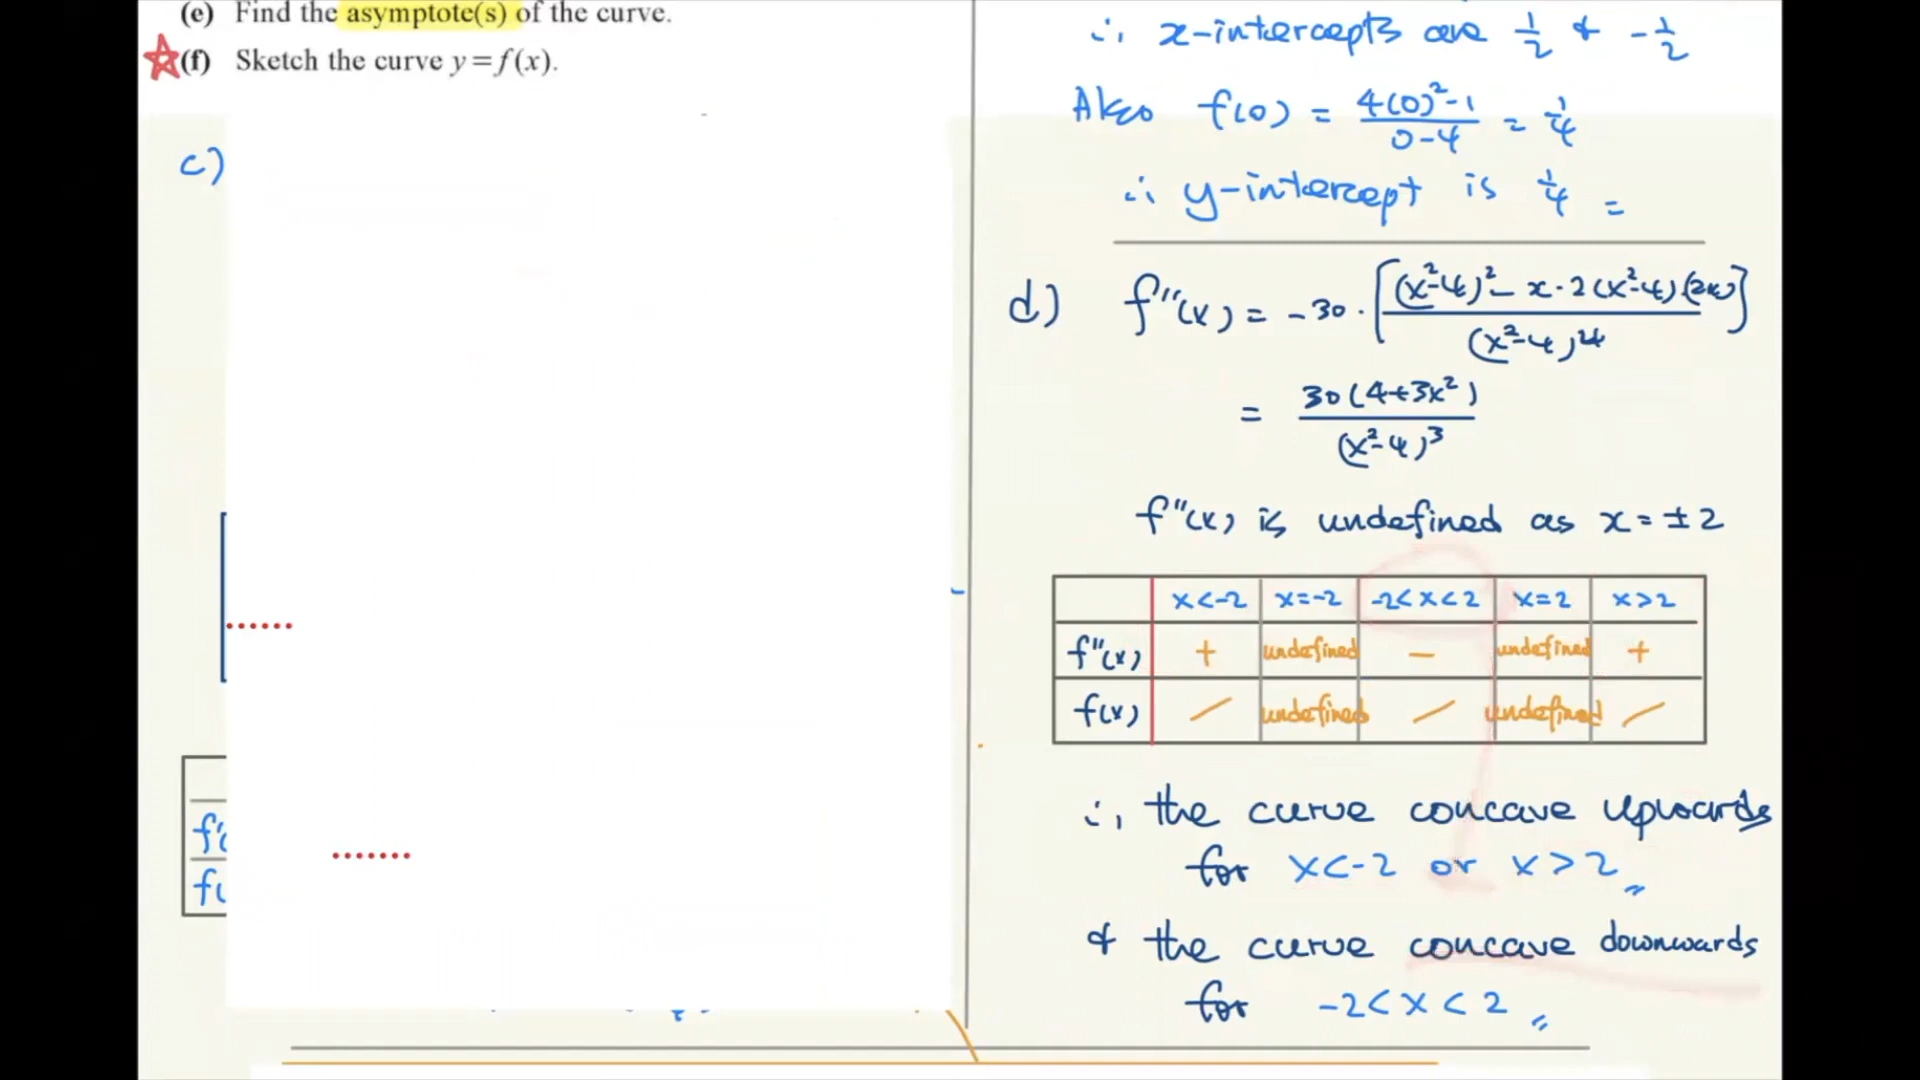 (e) Find the asymptote(s) of the curve.
(f) Sketch the curve y=f(x).
c)
∴ x-intercepts are 1/2 & -1/2
Also f(0) = (4(0)²-1)/(0-4) = 1/4
∴ y-intercept is 1/4 =
d) f''(x) = -30 · [((x²-4)² - x·2(x²-4)(2x))/(x²-4)⁴]
= 30(4+3x²)/(x²-4)³
f''(x) is undefined as x = ±2
x<-2 x=-2 -2<x<2 x=2 x>2
f''(x) + undefined − undefined +
f(x) undefined undefined
∴ the curve concave upwards
for x<-2 or x>2
& the curve concave downwards
for -2<x<2